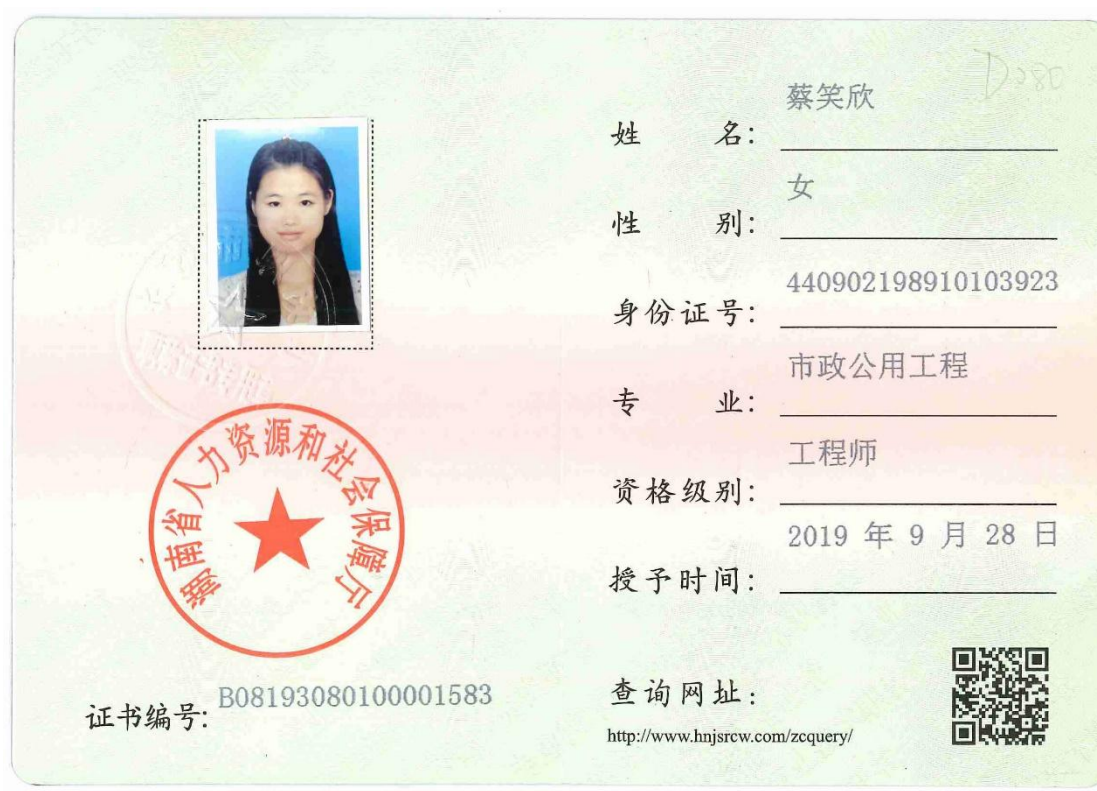 D280
姓 名: 蔡笑欣
性 别: 女
身份证号: 440902198910103923
专 业: 市政公用工程
资格级别: 工程师
授予时间: 2019 年 9 月 28 日
湖南省人力资源和社会保障厅
证书编号: B08193080100001583
查询网址:
http://www.hnjsrcw.com/zcquery/